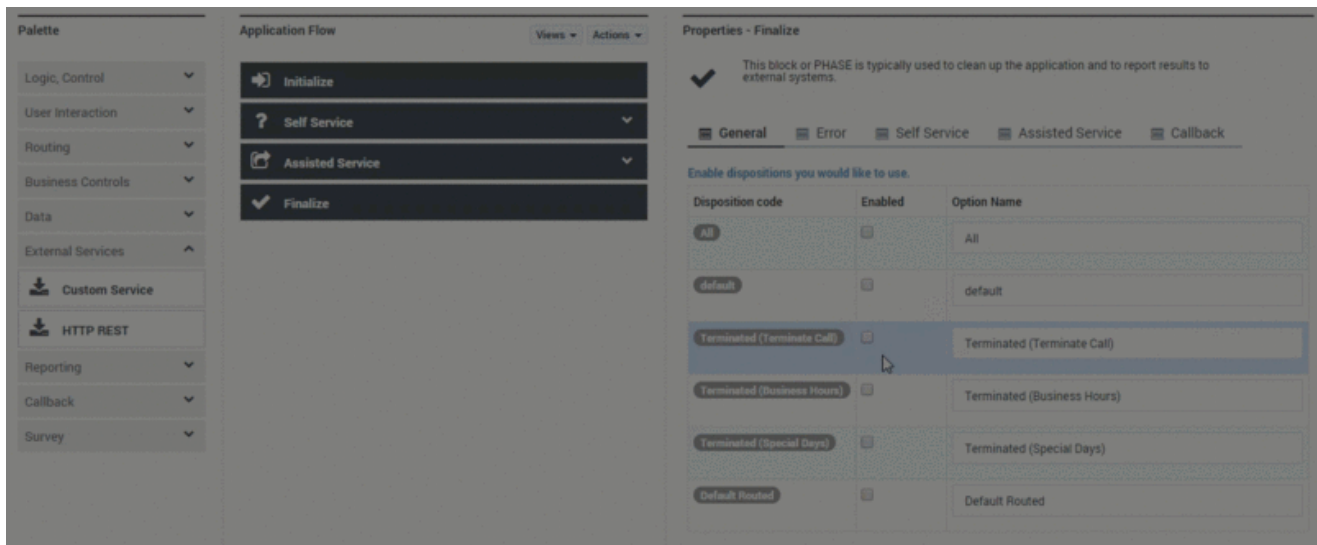 Palette
Logic, Control
User Interaction
Routing
Business Controls
Data
External Services
Custom Service
HTTP REST
Reporting
Callback
Survey
Application Flow
Views
Actions
Initialize
? Self Service
Assisted Service
Finalize
Properties - Finalize
This block or PHASE is typically used to clean up the application and to report results to
external systems.
General Error Self Service Assisted Service Callback
Enable dispositions you would like to use.
Disposition code Enabled Option Name
All All
default default
Terminated (Terminate Call) Terminated (Terminate Call)
Terminated (Business Hours) Terminated (Business Hours)
Terminated (Special Days) Terminated (Special Days)
Default Routed Default Routed